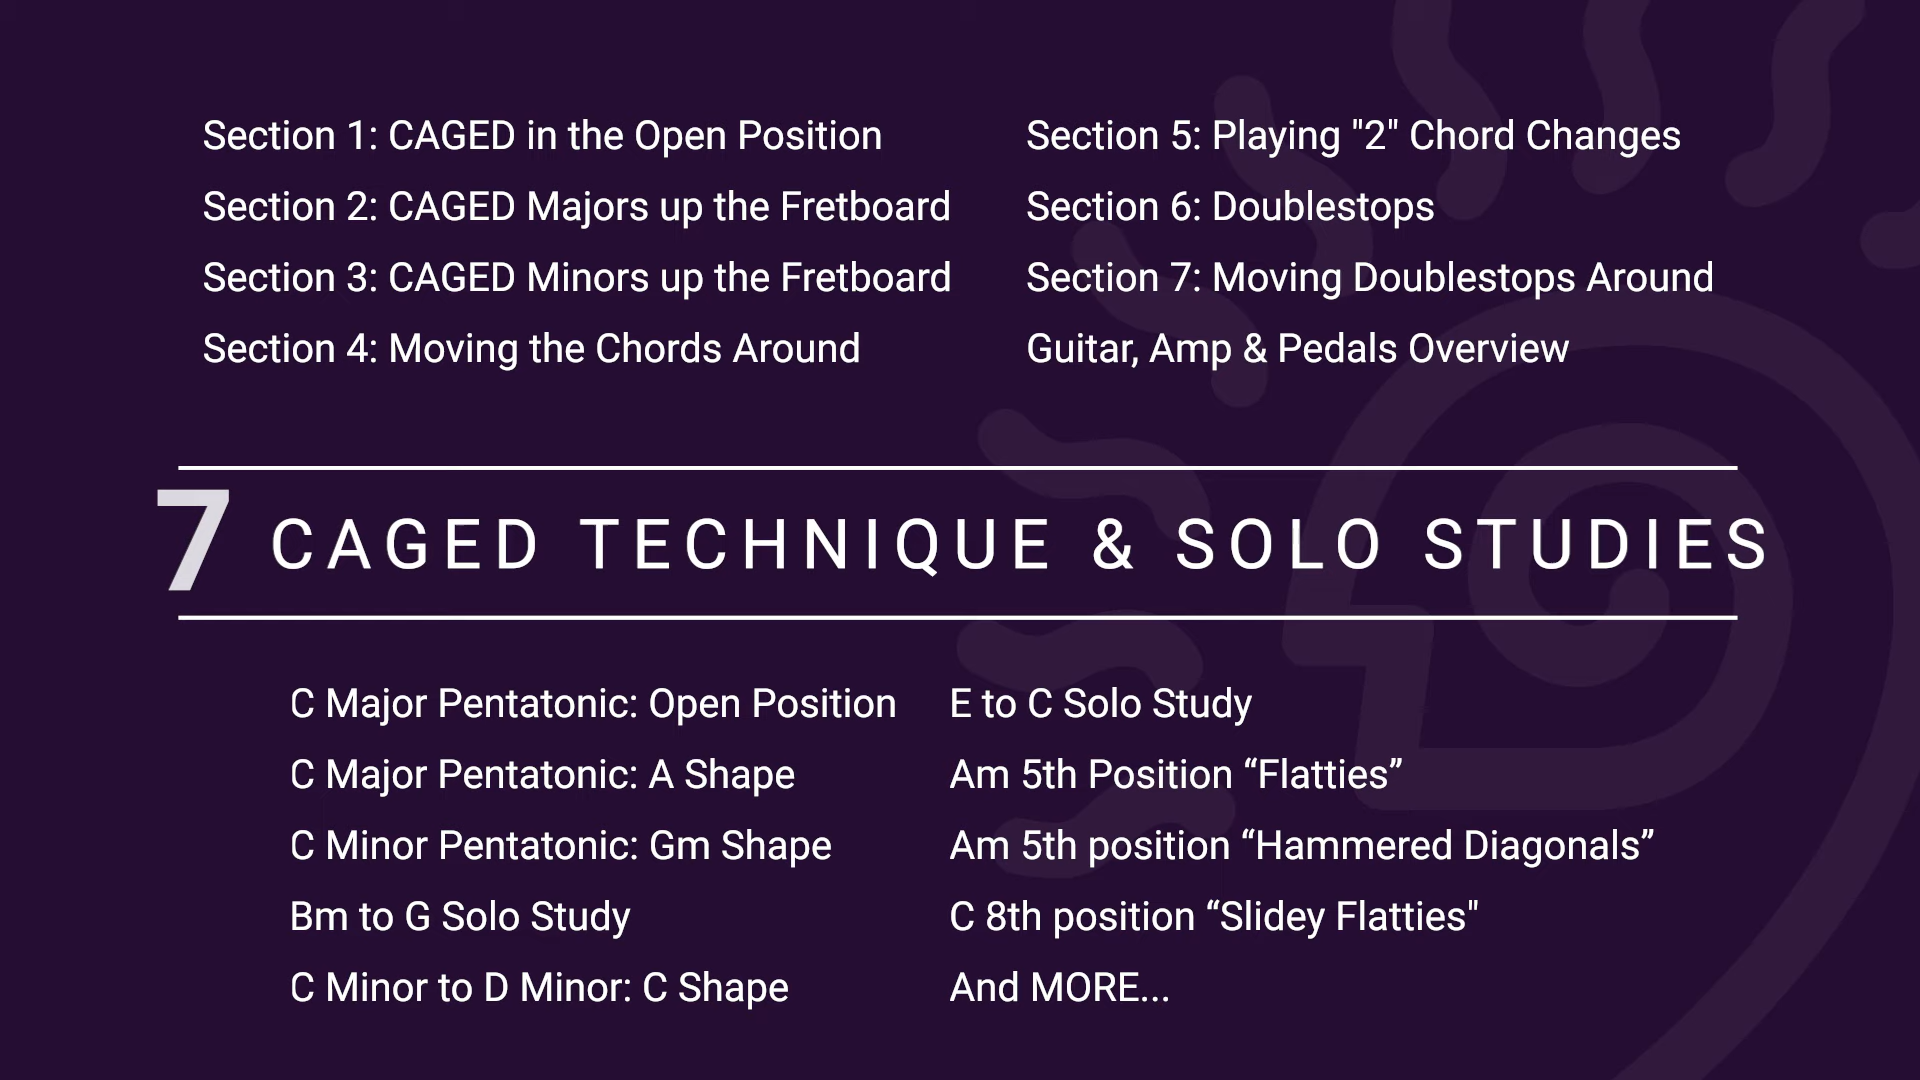 Section 1: CAGED in the Open Position
Section 2: CAGED Majors up the Fretboard
Section 3: CAGED Minors up the Fretboard
Section 4: Moving the Chords Around
Section 5: Playing "2" Chord Changes
Section 6: Doublestops
Section 7: Moving Doublestops Around
Guitar, Amp & Pedals Overview
7 CAGED TECHNIQUE & SOLO STUDIES
C Major Pentatonic: Open Position
C Major Pentatonic: A Shape
C Minor Pentatonic: Gm Shape
Bm to G Solo Study
C Minor to D Minor: C Shape
E to C Solo Study
Am 5th Position “Flatties”
Am 5th position “Hammered Diagonals”
C 8th position “Slidey Flatties"
And MORE...